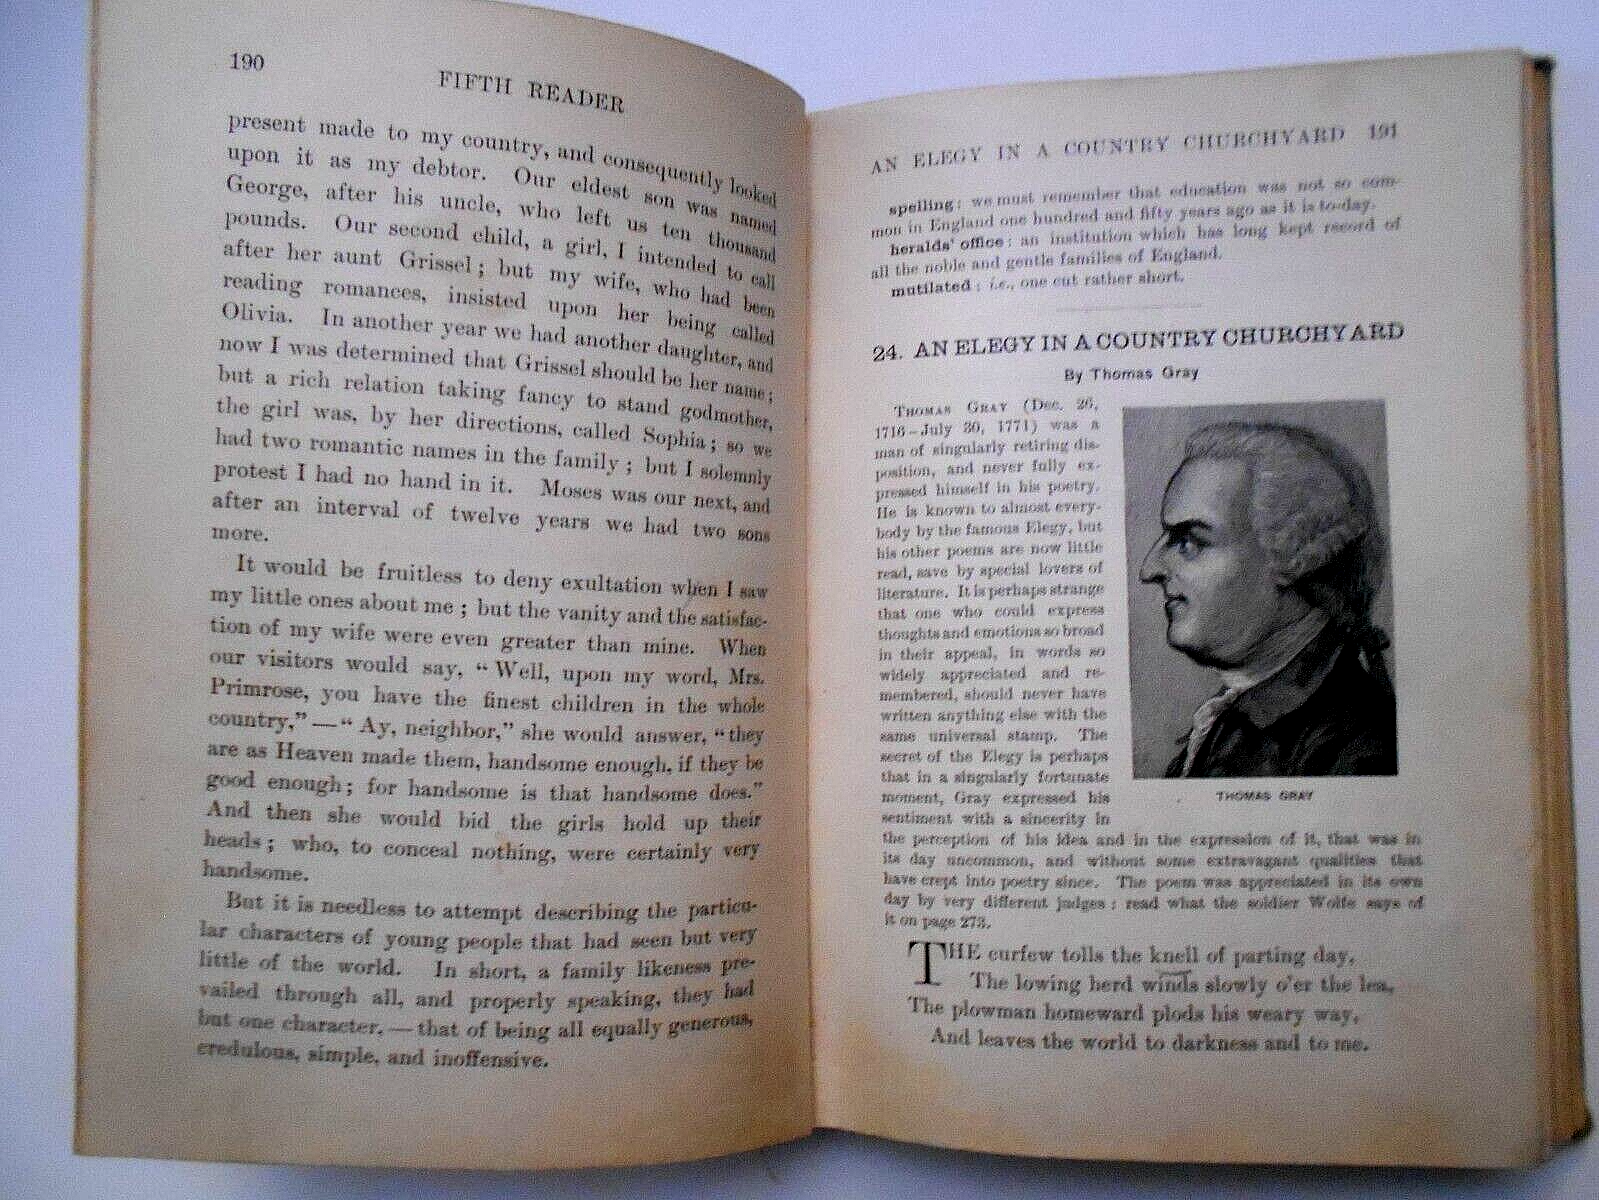 190
FIFTH READER
present made to my country, and consequently looked
upon it as my debtor. Our eldest son was named
George, after his uncle, who left us ten thousand
pounds. Our second child, a girl, I intended to call
after her aunt Grissel; but my wife, who had been
reading romances, insisted upon her being called
Olivia. In another year we had another daughter, and
now I was determined that Grissel should be her name;
but a rich relation taking fancy to stand godmother,
the girl was, by her directions, called Sophia; so we
had two romantic names in the family; but I solemnly
protest I had no hand in it. Moses was our next, and
after an interval of twelve years we had two sons
more.
It would be fruitless to deny exultation when I saw
my little ones about me; but the vanity and the satisfac-
tion of my wife were even greater than mine. When
our visitors would say, "Well, upon my word, Mrs.
Primrose, you have the finest children in the whole
country," — "Ay, neighbor," she would answer, "they
are as Heaven made them, handsome enough, if they be
good enough; for handsome is that handsome does."
And then she would bid the girls hold up their
heads; who, to conceal nothing, were certainly very
handsome.
But it is needless to attempt describing the particu-
lar characters of young people that had seen but very
little of the world. In short, a family likeness pre-
vailed through all, and properly speaking, they had
but one character, — that of being all equally generous,
credulous, simple, and inoffensive.
AN ELEGY IN A COUNTRY CHURCHYARD 191
spelling: we must remember that education was not so com-
mon in England one hundred and fifty years ago as it is to-day.
heralds' office: an institution which has long kept record of
all the noble and gentle families of England.
mutilated: i.e., one cut rather short.
24. AN ELEGY IN A COUNTRY CHURCHYARD
By Thomas Gray
THOMAS GRAY (Dec. 26,
1716–July 30, 1771) was a
man of singularly retiring dis-
position, and never fully ex-
pressed himself in his poetry.
He is known to almost every-
body by the famous Elegy, but
his other poems are now little
read, save by special lovers of
literature. It is perhaps strange
that one who could express
thoughts and emotions so broad
in their appeal, in words so
widely appreciated and re-
membered, should never have
written anything else with the
same universal stamp. The
secret of the Elegy is perhaps
that in a singularly fortunate
moment, Gray expressed his
sentiment with a sincerity in
the perception of his idea and in the expression of it, that was in
its day uncommon, and without some extravagant qualities that
have crept into poetry since. The poem was appreciated in its own
day by very different judges: read what the soldier Wolfe says of
it on page 273.
THOMAS GRAY
THE curfew tolls the knell of parting day,
The lowing herd winds slowly o'er the lea,
The plowman homeward plods his weary way,
And leaves the world to darkness and to me.